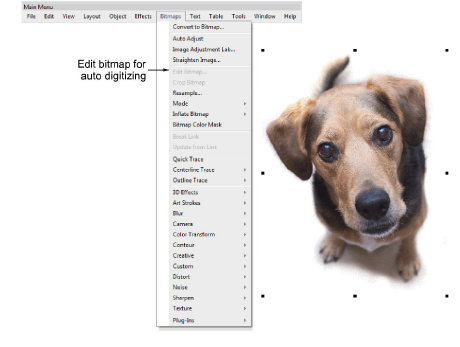 Main Menu
File Edit View Layout Object Effects Bitmaps Text Table Tools Window Help
Convert to Bitmap...
Auto Adjust
Image Adjustment Lab...
Straighten Image...
Edit bitmap for
auto digitizing
Edit Bitmap...
Crop Bitmap
Resample...
Mode
Inflate Bitmap
Bitmap Color Mask
Break Link
Update from Link
Quick Trace
Centerline Trace
Outline Trace
3D Effects
Art Strokes
Blur
Camera
Color Transform
Contour
Creative
Custom
Distort
Noise
Sharpen
Texture
Plug-Ins